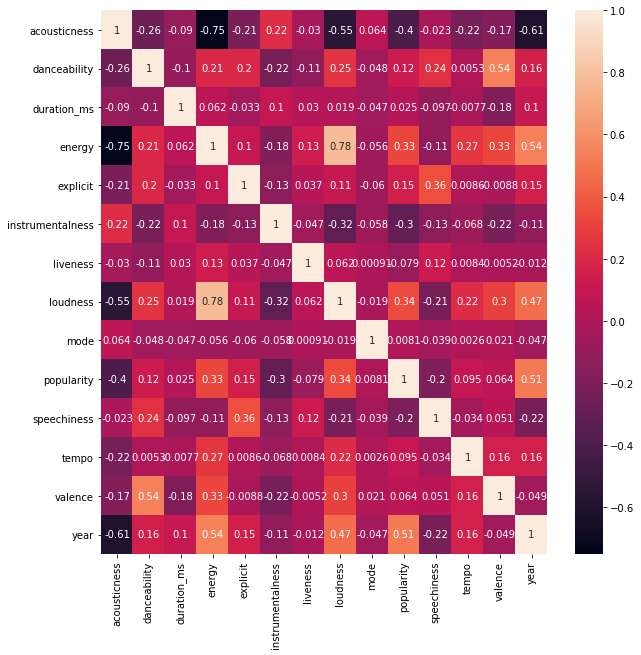 acousticness 1 -0.26 -0.09 -0.75 -0.21 0.22 -0.03 -0.55 0.064 -0.4 -0.023 -0.22 -0.17 -0.61
danceability -0.26 1 -0.1 0.21 0.2 -0.22 -0.11 0.25 -0.048 0.12 0.24 0.0053 0.54 0.16
duration_ms -0.09 -0.1 1 0.062 -0.033 0.1 0.03 0.019 -0.047 0.025 -0.097 -0.0077 -0.18 0.1
energy -0.75 0.21 0.062 1 0.1 -0.18 0.13 0.78 -0.056 0.33 -0.11 0.27 0.33 0.54
explicit -0.21 0.2 -0.033 0.1 1 -0.13 0.037 0.11 -0.06 0.15 0.36 0.0086 -0.0088 0.15
instrumentalness 0.22 -0.22 0.1 -0.18 -0.13 1 -0.047 -0.32 -0.058 -0.3 -0.13 -0.068 -0.22 -0.11
liveness -0.03 -0.11 0.03 0.13 0.037 -0.047 1 0.062 0.00091 -0.079 0.12 0.0084 -0.0052 -0.012
loudness -0.55 0.25 0.019 0.78 0.11 -0.32 0.062 1 -0.019 0.34 -0.21 0.22 0.3 0.47
mode 0.064 -0.048 -0.047 -0.056 -0.06 -0.058 0.00091 -0.019 1 0.0081 -0.039 0.0026 0.021 -0.047
popularity -0.4 0.12 0.025 0.33 0.15 -0.3 -0.079 0.34 0.0081 1 -0.2 0.095 0.064 0.51
speechiness -0.023 0.24 -0.097 -0.11 0.36 -0.13 0.12 -0.21 -0.039 -0.2 1 -0.034 0.051 -0.22
tempo -0.22 0.0053 -0.0077 0.27 0.0086 -0.068 0.0084 0.22 0.0026 0.095 -0.034 1 0.16 0.16
valence -0.17 0.54 -0.18 0.33 -0.0088 -0.22 -0.0052 0.3 0.021 0.064 0.051 0.16 1 -0.049
year -0.61 0.16 0.1 0.54 0.15 -0.11 -0.012 0.47 -0.047 0.51 -0.22 0.16 -0.049 1
acousticness danceability duration_ms energy explicit instrumentalness liveness loudness mode popularity speechiness tempo valence year
1.0
0.8
0.6
0.4
0.2
0.0
-0.2
-0.4
-0.6